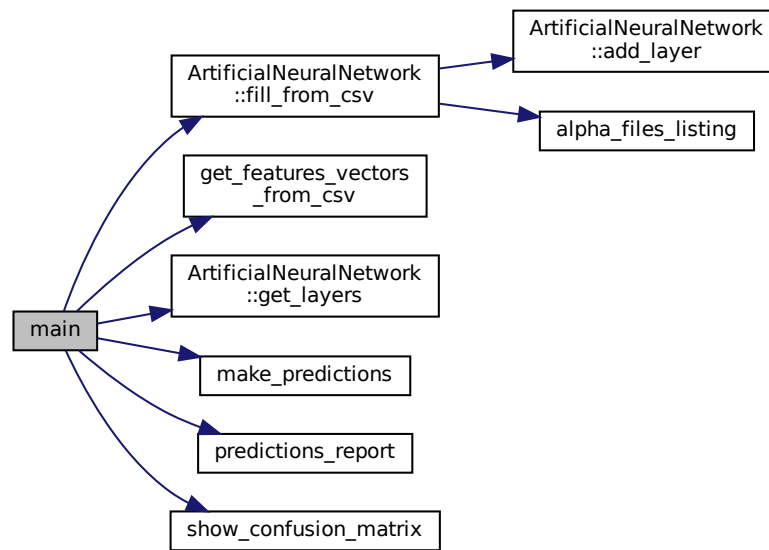 main
ArtificialNeuralNetwork
::fill_from_csv
ArtificialNeuralNetwork
::add_layer
alpha_files_listing
get_features_vectors
_from_csv
ArtificialNeuralNetwork
::get_layers
make_predictions
predictions_report
show_confusion_matrix